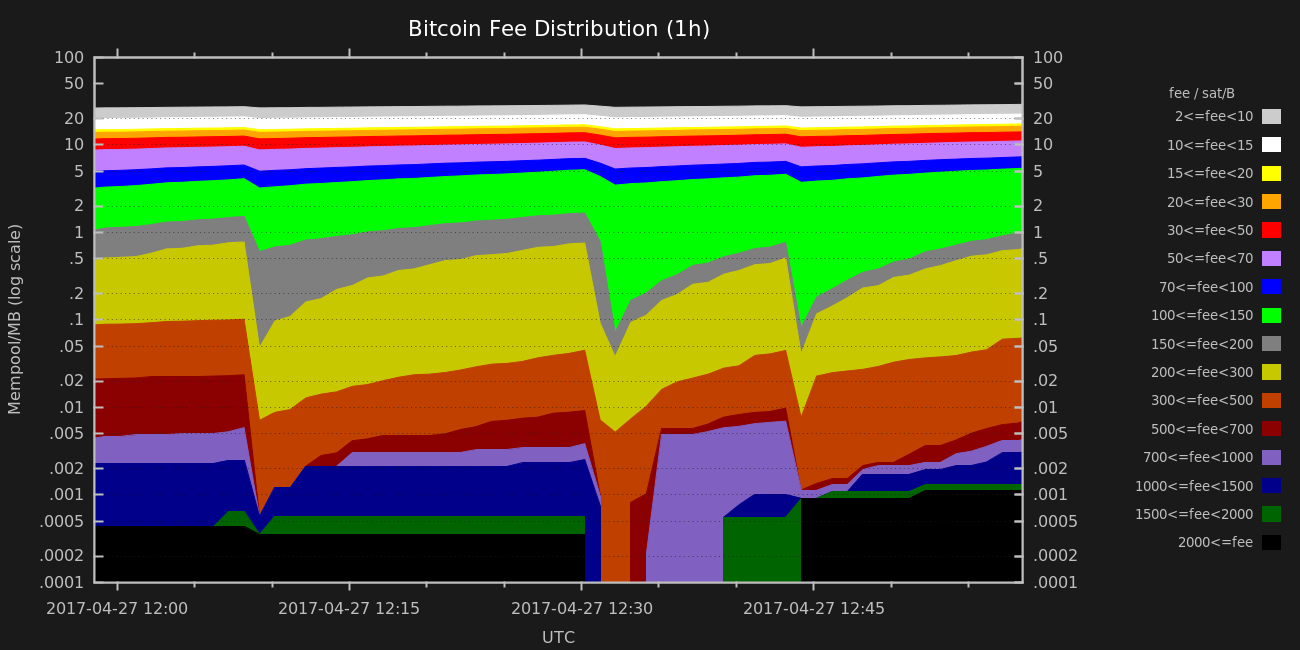 Bitcoin Fee Distribution (1h)
100 100
50 50
20 20
10 10
5 5
2 2
1 1
.5 .5
.2 .2
.1 .1
.05 .05
.02 .02
.01 .01
.005 .005
.002 .002
.001 .001
.0005 .0005
.0002 .0002
.0001 .0001
Mempool/MB (log scale)
2017-04-27 12:00 2017-04-27 12:15 2017-04-27 12:30 2017-04-27 12:45
UTC
fee / sat/B
2<=fee<10
10<=fee<15
15<=fee<20
20<=fee<30
30<=fee<50
50<=fee<70
70<=fee<100
100<=fee<150
150<=fee<200
200<=fee<300
300<=fee<500
500<=fee<700
700<=fee<1000
1000<=fee<1500
1500<=fee<2000
2000<=fee